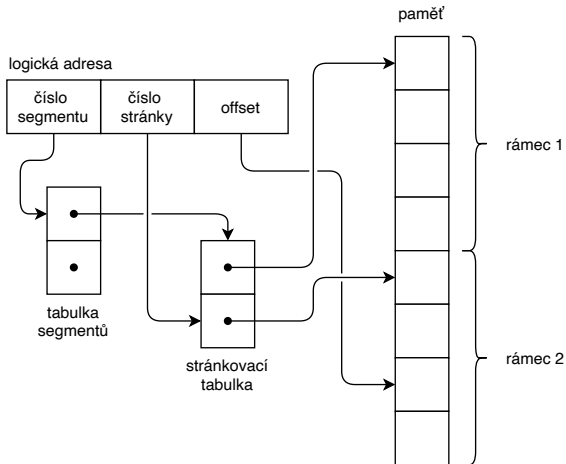 paměť
logická adresa
číslo
segmentu
číslo
stránky
offset
rámec 1
tabulka
segmentů
stránkovací
tabulka
rámec 2